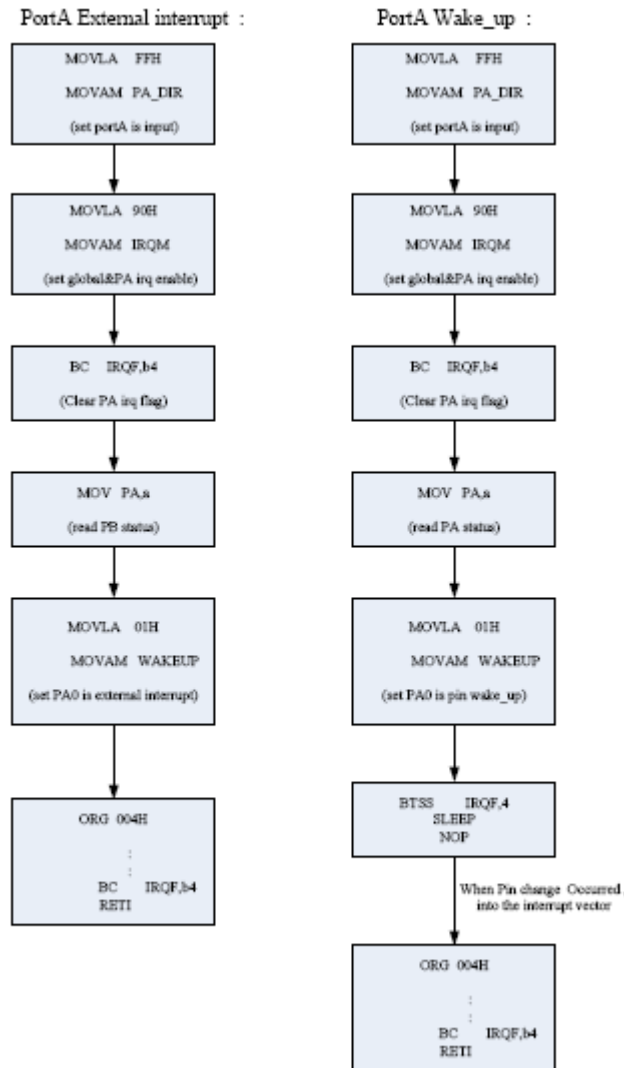 PortA External interrupt :
MOVLA FFH
MOVAM PA_DIR
(set portA is input)
MOVLA 90H
MOVAM IRQM
(set global&PA irq enable)
BC IRQF,b4
(Clear PA irq flag)
MOV PA,a
(read PB status)
MOVLA 01H
MOVAM WAKEUP
(set PA0 is external interrupt)
ORG 004H
:
:
BC IRQF,b4
RETI
PortA Wake_up :
MOVLA FFH
MOVAM PA_DIR
(set portA is input)
MOVLA 90H
MOVAM IRQM
(set global&PA irq enable)
BC IRQF,b4
(Clear PA irq flag)
MOV PA,a
(read PA status)
MOVLA 01H
MOVAM WAKEUP
(set PA0 is pin wake_up)
BTSS IRQF,4
SLEEP
NOP
When Pin change Occurred ,
into the interrupt vector
ORG 004H
:
:
BC IRQF,b4
RETI